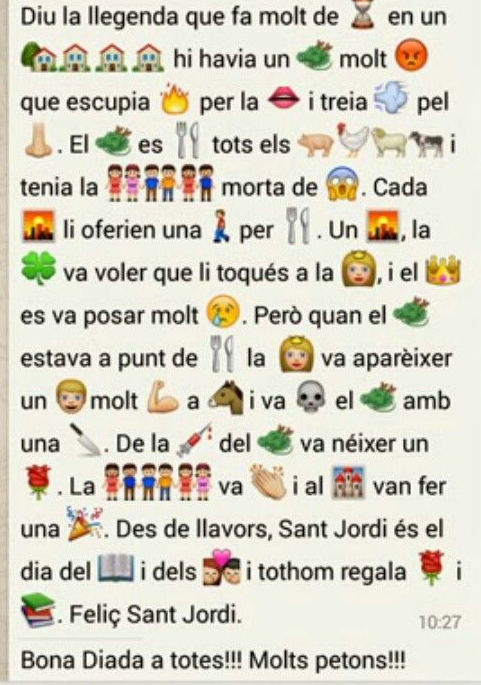 Diu la llegenda que fa molt de ⏳ en un
🏡🏠🏠🏠 hi havia un 🐉 molt 😡
que escupia 🔥 per la 👄 i treia 💨 pel
👃. El 🐉 es 🍴 tots els 🐖🐓🐑🐄 i
tenia la 👭👬👫👫 morta de 😱. Cada
🌇 li oferien una 🚶 per 🍴. Un 🌇, la
🍀 va voler que li toqués a la 👸, i el 👑
es va posar molt 😢. Però quan el 🐉
estava a punt de 🍴 la 👸 va aparèixer
un 👱 molt 💪 a 🐴 i va 💀 el 🐉 amb
una 🔪. De la 💉 del 🐉 va néixer un
🌹. La 👭👬👫👫 va 👏 i al 🏰 van fer
una 🎉. Des de llavors, Sant Jordi és el
dia del 📖 i dels 💑 i tothom regala 🌹 i
📚. Feliç Sant Jordi.
10:27
Bona Diada a totes!!! Molts petons!!!